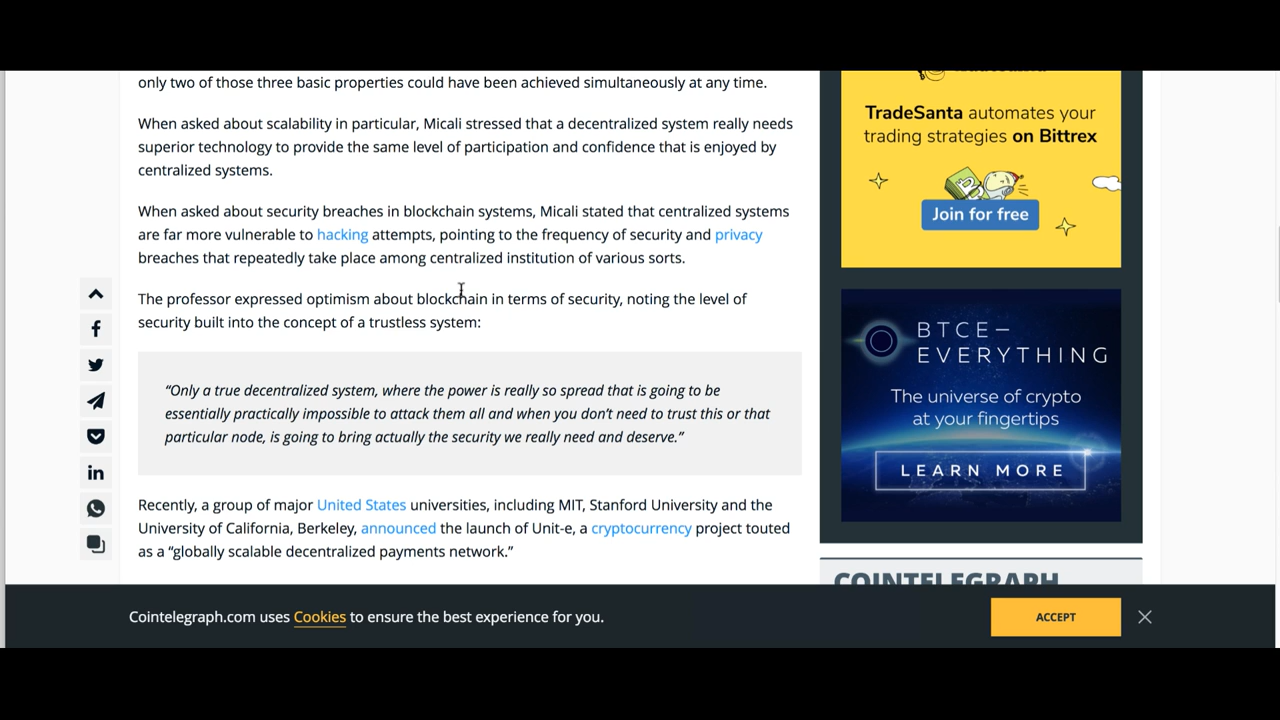 only two of those three basic properties could have been achieved simultaneously at any time.
When asked about scalability in particular, Micali stressed that a decentralized system really needs
superior technology to provide the same level of participation and confidence that is enjoyed by
centralized systems.
When asked about security breaches in blockchain systems, Micali stated that centralized systems
are far more vulnerable to hacking attempts, pointing to the frequency of security and privacy
breaches that repeatedly take place among centralized institution of various sorts.
The professor expressed optimism about blockchain in terms of security, noting the level of
security built into the concept of a trustless system:
“Only a true decentralized system, where the power is really so spread that is going to be
essentially practically impossible to attack them all and when you don’t need to trust this or that
particular node, is going to bring actually the security we really need and deserve.”
Recently, a group of major United States universities, including MIT, Stanford University and the
University of California, Berkeley, announced the launch of Unit-e, a cryptocurrency project touted
as a “globally scalable decentralized payments network.”
TradeSanta automates your
trading strategies on Bittrex
Join for free
BTCE—
EVERYTHING
The universe of crypto
at your fingertips
LEARN MORE
COINTELEGRAPH
Cointelegraph.com uses Cookies to ensure the best experience for you.
ACCEPT